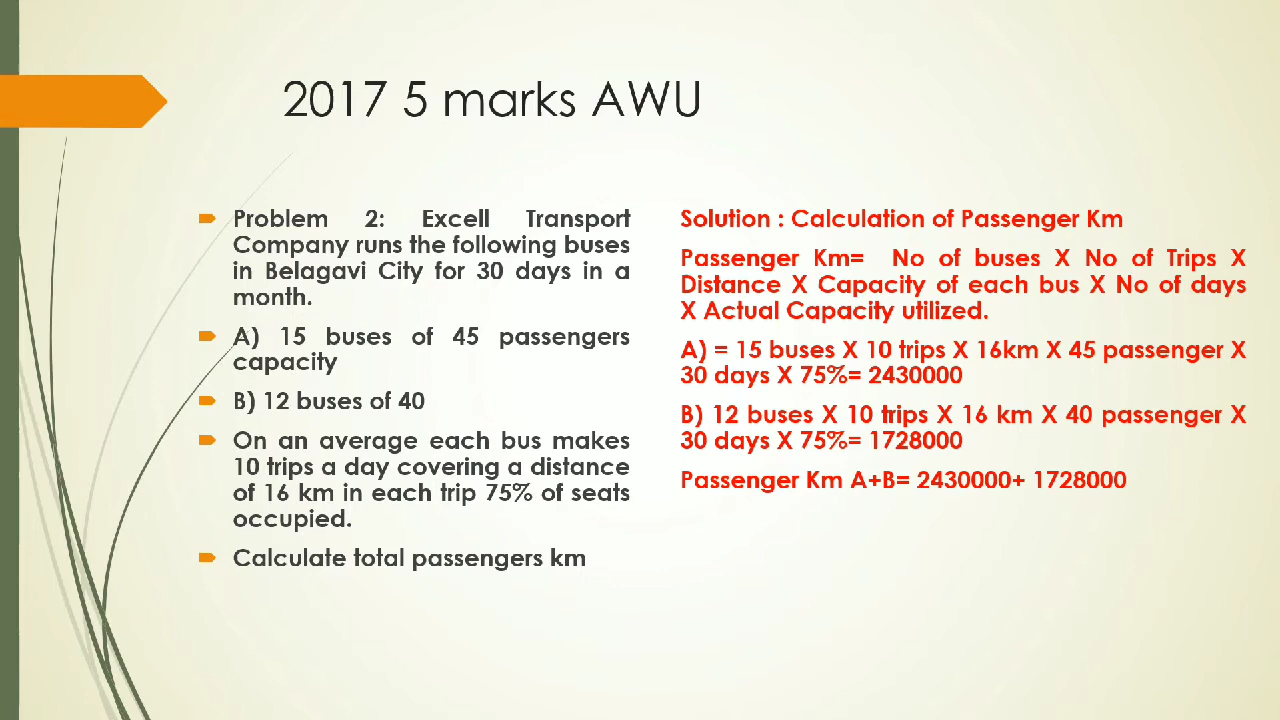 2017 5 marks AWU
Problem 2: Excell Transport
Company runs the following buses
in Belagavi City for 30 days in a
month.
A) 15 buses of 45 passengers
capacity
B) 12 buses of 40
On an average each bus makes
10 trips a day covering a distance
of 16 km in each trip 75% of seats
occupied.
Calculate total passengers km
Solution : Calculation of Passenger Km
Passenger Km= No of buses X No of Trips X
Distance X Capacity of each bus X No of days
X Actual Capacity utilized.
A) = 15 buses X 10 trips X 16km X 45 passenger X
30 days X 75%= 2430000
B) 12 buses X 10 trips X 16 km X 40 passenger X
30 days X 75%= 1728000
Passenger Km A+B= 2430000+ 1728000